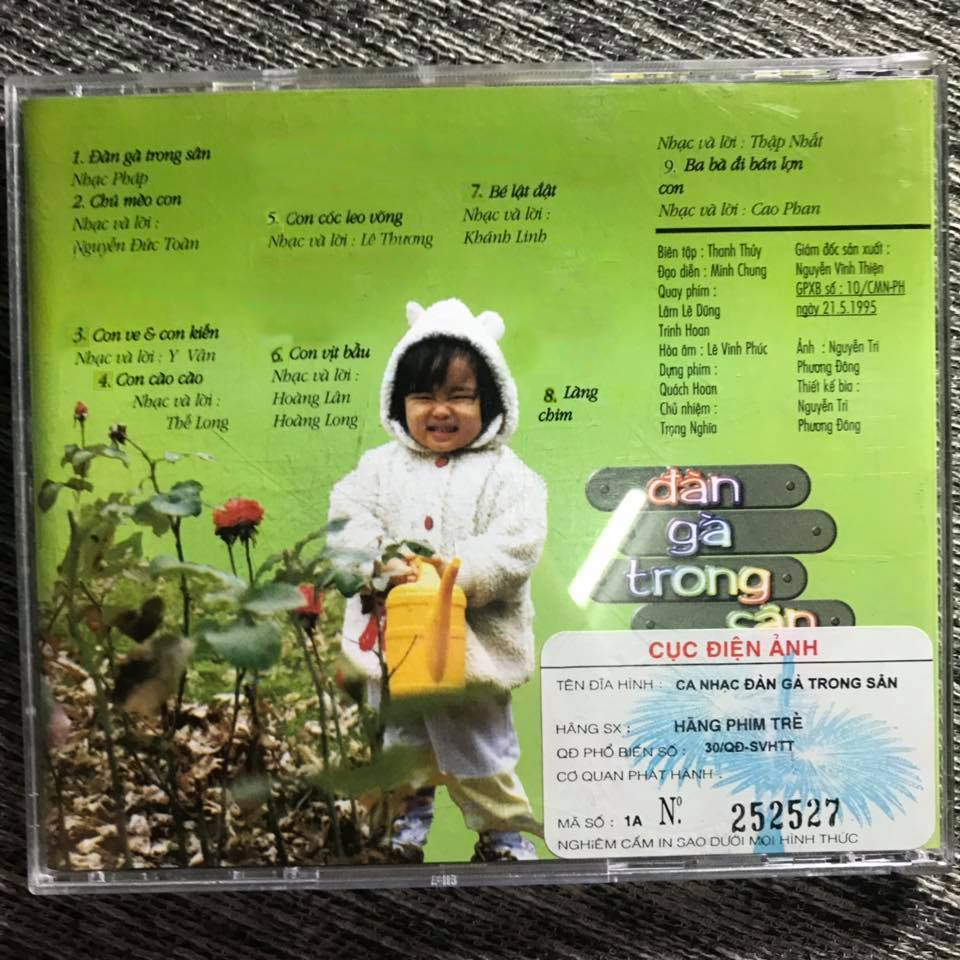 1. Đàn gà trong sân
Nhạc Pháp
2. Chú mèo con
Nhạc và lời :
Nguyễn Đức Toàn
3. Con ve & con kiến
Nhạc và lời : Y Vân
4. Con cào cào
Nhạc và lời :
Thế Long
5. Con cóc leo võng
Nhạc và lời : Lê Thương
6. Con vịt bầu
Nhạc và lời :
Hoàng Lân
Hoàng Long
7. Bé lật đật
Nhạc và lời :
Khánh Linh
8. Làng
chim
Nhạc và lời : Thập Nhất
9. Ba bà đi bán lợn
con
Nhạc và lời : Cao Phan
Biên tập : Thanh Thủy
Đạo diễn : Minh Chung
Quay phim :
Lâm Lê Dũng
Trinh Hoan
Hòa âm : Lê Vinh Phúc
Dựng phim :
Quách Hoan
Chủ nhiệm :
Trọng Nghĩa
Giám đốc sản xuất :
Nguyễn Vĩnh Thiện
GPXB số : 10/CMN-PH
ngày 21.5.1995
Ảnh : Nguyễn Tri
Phương Đông
Thiết kế bìa :
Nguyễn Tri
Phương Đông
đàn
gà
trong
sân
CỤC ĐIỆN ẢNH
TÊN ĐĨA HÌNH : CA NHẠC ĐÀN GÀ TRONG SÂN
HÃNG SX : HÃNG PHIM TRẺ
QĐ PHỔ BIẾN SỐ : 30/QĐ-SVHTT
CƠ QUAN PHÁT HÀNH :
MÃ SỐ : 1A Nº. 252527
NGHIÊM CẤM IN SAO DƯỚI MỌI HÌNH THỨC